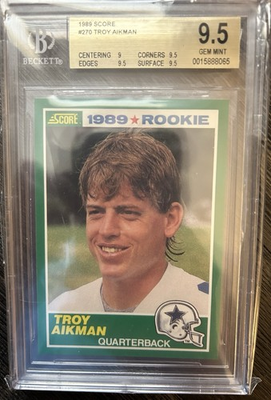 BECKETT
1989 SCORE
#270 TROY AIKMAN
CENTERING 9 CORNERS 9.5
EDGES 9.5 SURFACE 9.5
9.5
GEM MINT
0015888065
SCORE 1989 ★ ROOKIE
TROY
AIKMAN
QUARTERBACK